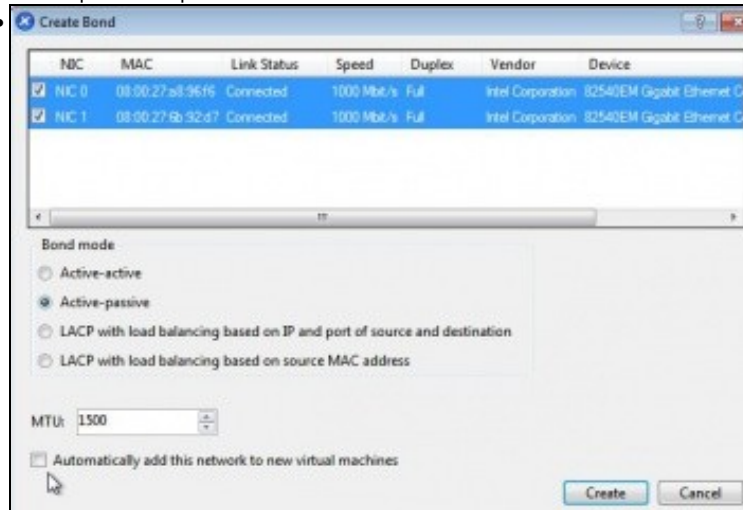 Create Bond
NIC MAC Link Status Speed Duplex Vendor Device
NIC 0 08:00:27:a8:96:f6 Connected 1000 Mbit/s Full Intel Corporation 82540EM Gigabit Ethernet C
NIC 1 08:00:27:6b:92:d7 Connected 1000 Mbit/s Full Intel Corporation 82540EM Gigabit Ethernet C
Bond mode
Active-active
Active-passive
LACP with load balancing based on IP and port of source and destination
LACP with load balancing based on source MAC address
MTU: 1500
Automatically add this network to new virtual machines
Create Cancel